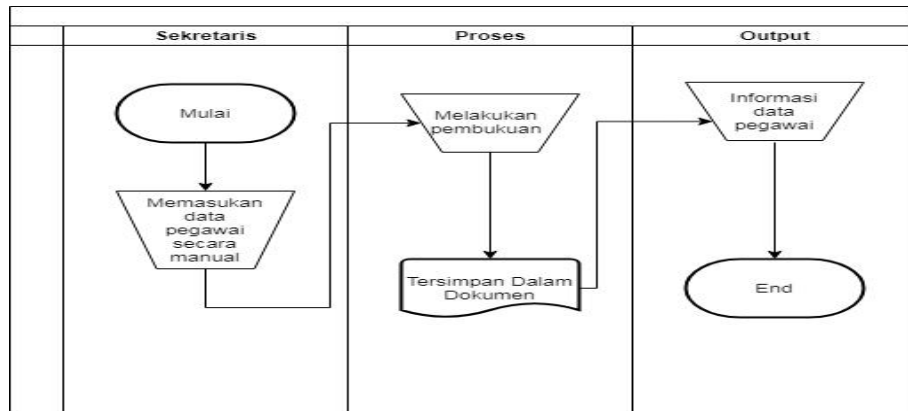 Sekretaris
Proses
Output
Mulai
Memasukan
data
pegawai
secara
manual
Melakukan
pembukuan
Tersimpan Dalam
Dokumen
Informasi
data
pegawai
End